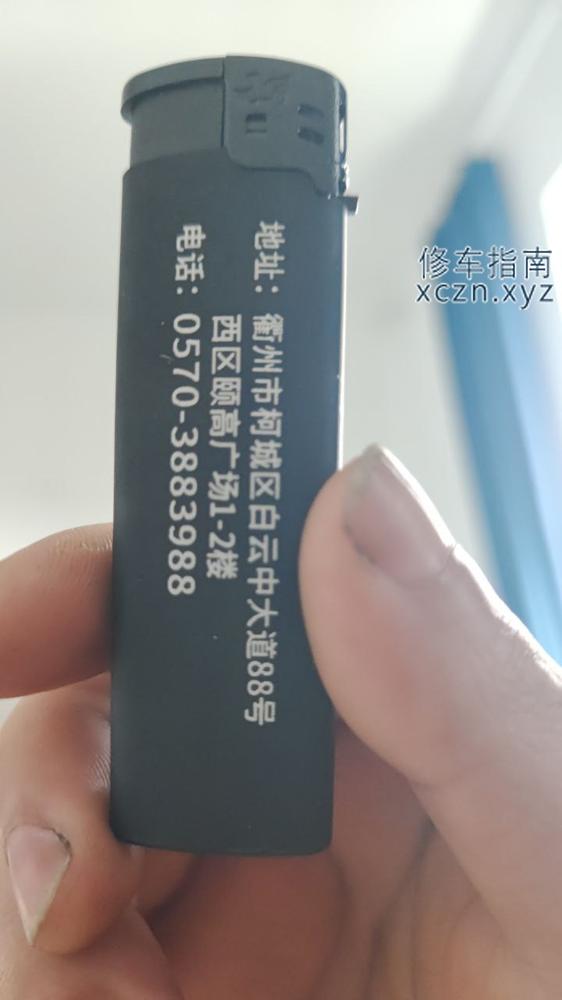 地址：衢州市柯城区白云中大道88号
西区颐高广场1-2楼
电话：0570-3883988
修车指南
xczn.xyz